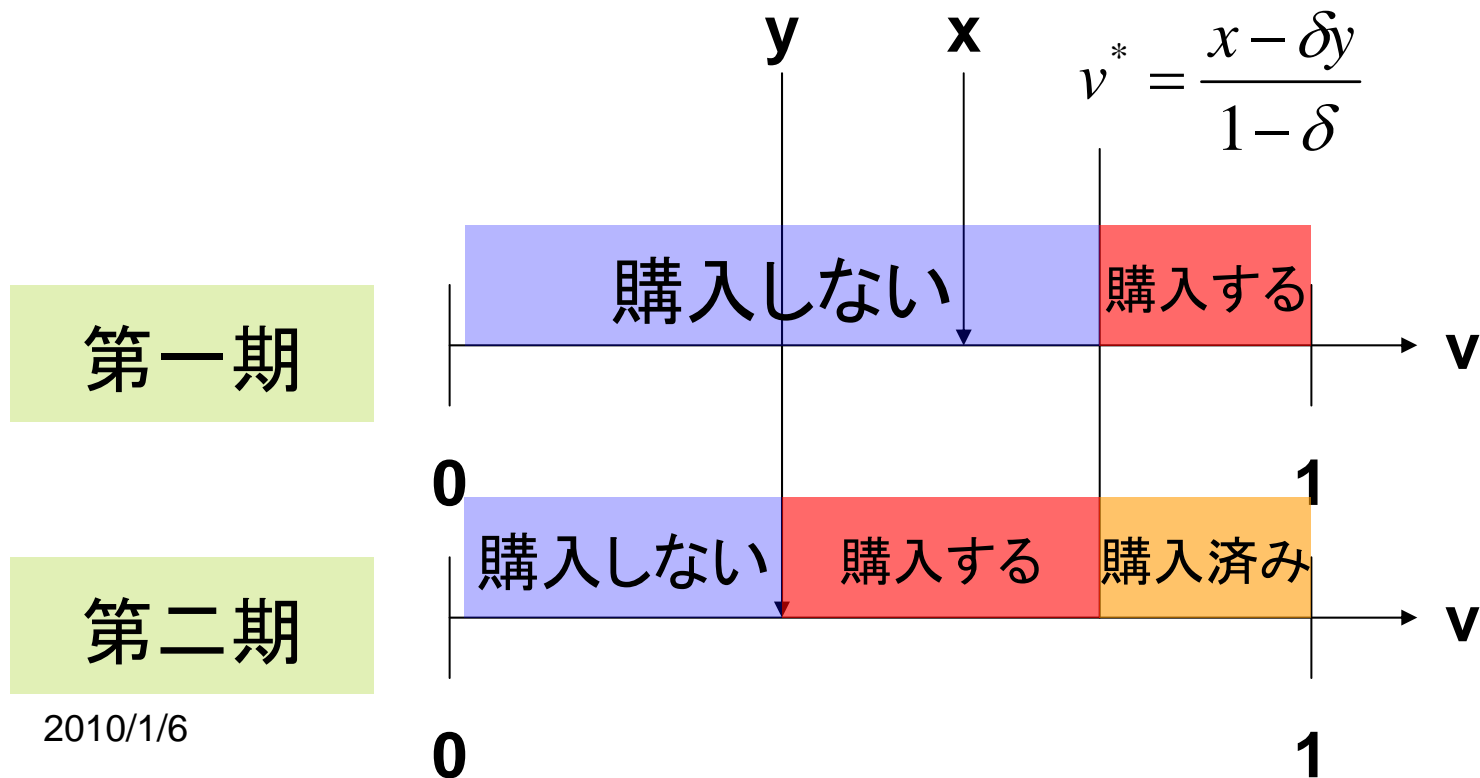 y
x
v* = \frac{x - δy}{1 - δ}
購入しない
購入する
第一期
v
0
1
購入しない
購入する
購入済み
第二期
v
2010/1/6
0
1